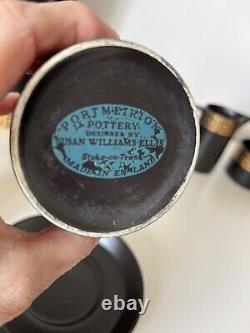 PORTMEIRION
POTTERY
DESIGNED BY
SUSAN WILLIAMS-ELLIS
Stoke-on-Trent
MADE IN ENGLAND